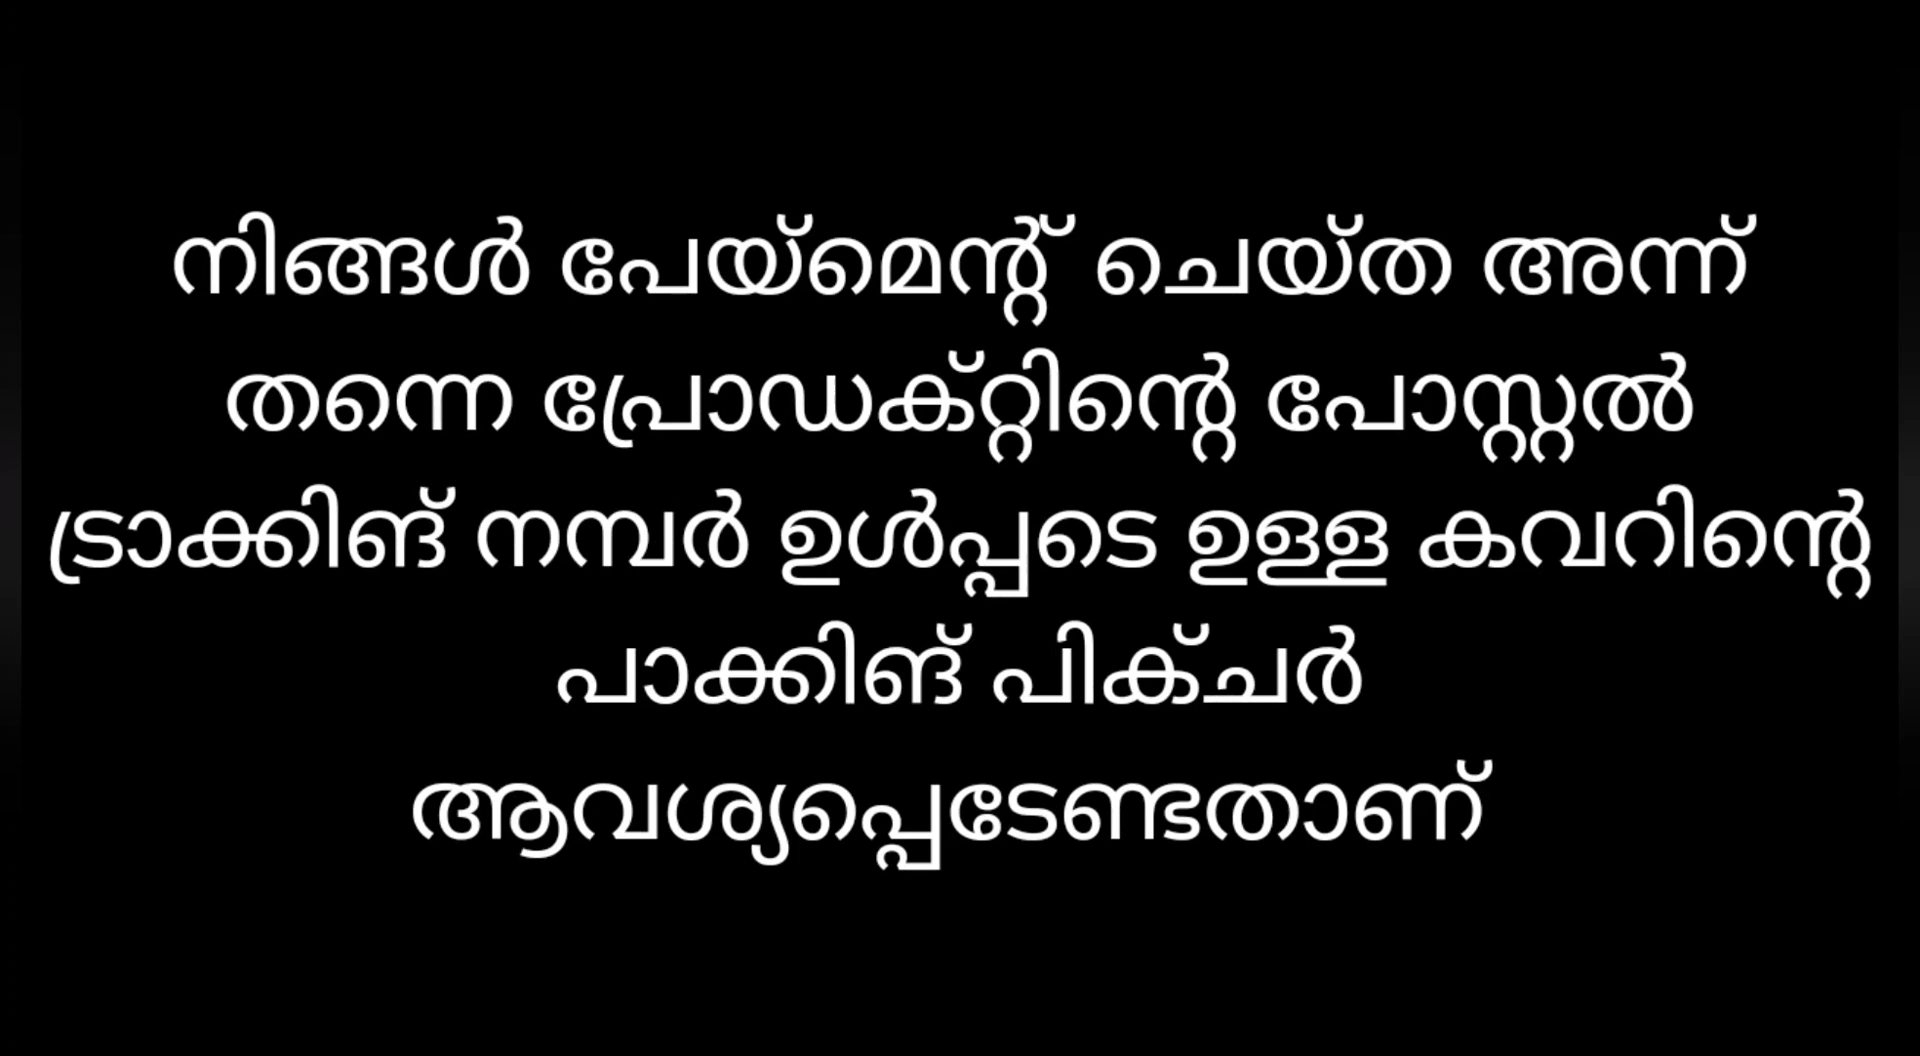 നിങ്ങൾ പേയ്മെന്റ് ചെയ്ത അന്ന്
തന്നെ പ്രോഡക്റ്റിന്റെ പോസ്റ്റൽ
ട്രാക്കിങ് നമ്പർ ഉൾപ്പടെ ഉള്ള കവറിന്റെ
പാക്കിങ് പിക്ചർ
ആവശ്യപ്പെടേണ്ടതാണ്